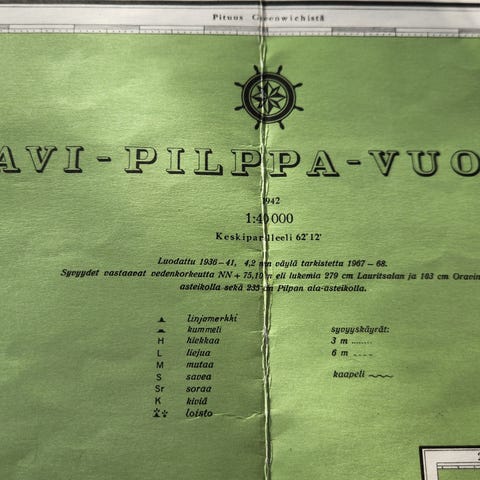 Pituus Greenwichistä
AVI-PILPPA-VUO
1942
1:40 000
Keskiparalleeli 62°12'
Luodattu 1936-41, 4,2 m:n väylä tarkistettu 1967-68.
Syvyydet vastaavat vedenkorkeutta NN + 75,10 m eli lukemia 279 cm Lauritsalan ja 163 cm Oravin
asteikolla sekä 235 cm Pilpan ala-asteikolla.
linjamerkki
kummeli
H hiekkaa
L liejua
M mutaa
S savea
Sr soraa
K kiviä
loisto
syvyyskäyrät:
3 m ........
6 m _ _ _ _
kaapeli